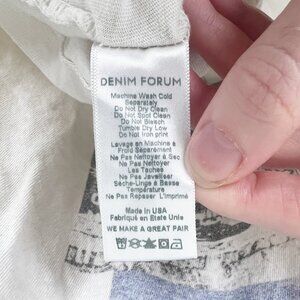 DENIM FORUM
Machine Wash Cold
Separately
Do Not Dry Clean
Do Not Spot Clean
Do Not Bleach
Tumble Dry Low
Do Not Iron print
Lavage en Machine à
Froid Séparément
Ne Pas Nettoyer à Sec
Ne Pas Nettoyer
Les Taches
Ne Pas Javelliser
Sèche-Linge à Basse
Température
Ne Pas Repasser L'Imprimé
Made in USA
Fabriqué en États Unis
WE MAKE A GREAT PAIR